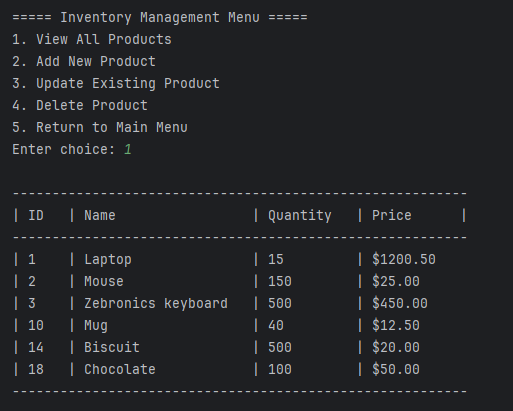 ===== Inventory Management Menu =====
1. View All Products
2. Add New Product
3. Update Existing Product
4. Delete Product
5. Return to Main Menu
Enter choice: 1
---------------------------------------------------------
| ID   | Name                 | Quantity   | Price      |
---------------------------------------------------------
| 1    | Laptop               | 15         | $1200.50
| 2    | Mouse                | 150        | $25.00
| 3    | Zebronics keyboard   | 500        | $450.00
| 10   | Mug                  | 40         | $12.50
| 14   | Biscuit              | 500        | $20.00
| 18   | Chocolate            | 100        | $50.00
---------------------------------------------------------